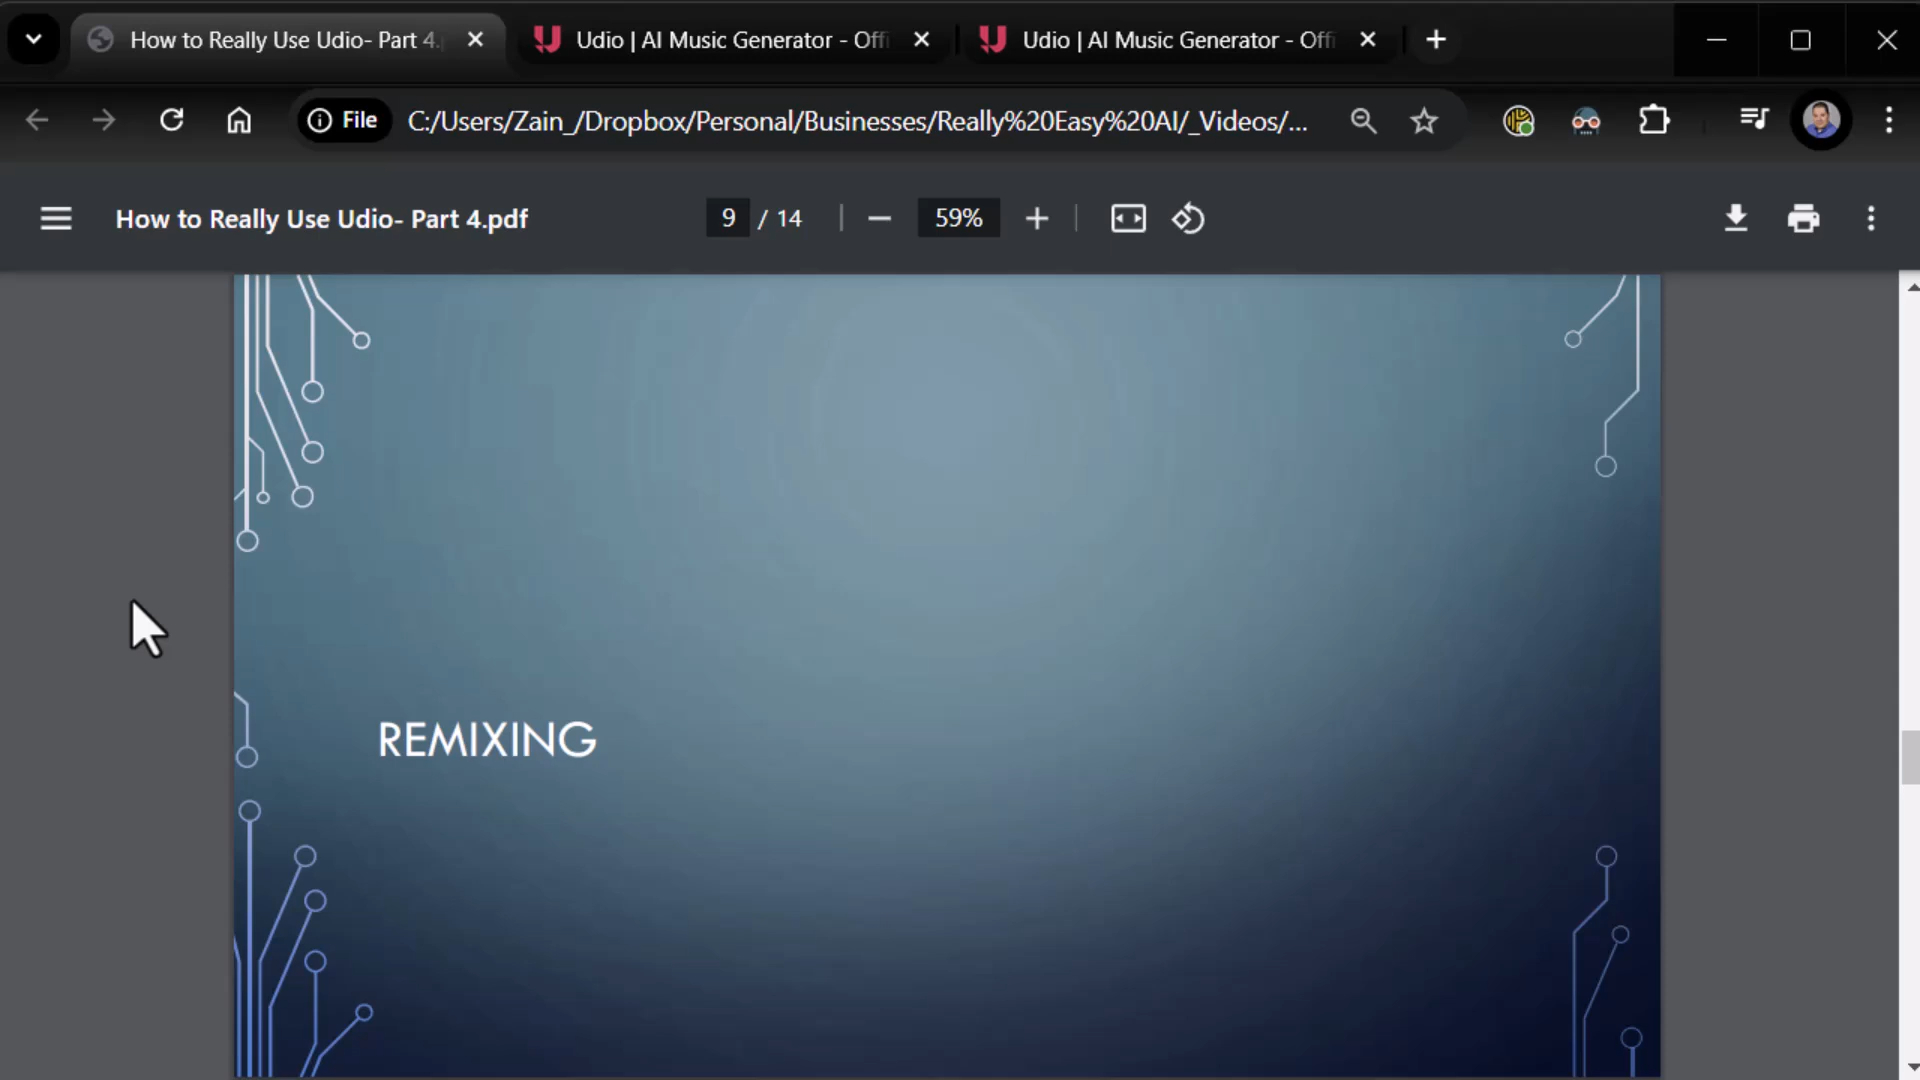 How to Really Use Udio- Part 4.
Udio | AI Music Generator - Offi
Udio | AI Music Generator - Offi
File
C:/Users/Zain_/Dropbox/Personal/Businesses/Really%20Easy%20AI/_Videos/...
How to Really Use Udio- Part 4.pdf
9 / 14
59%
REMIXING